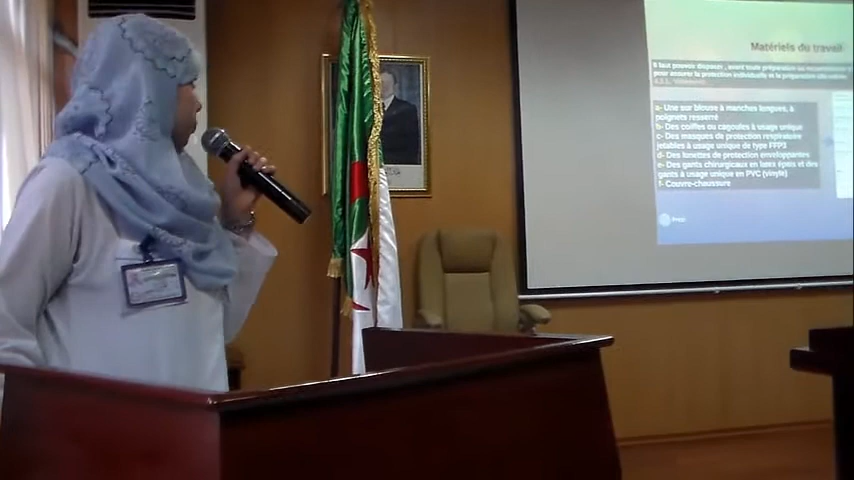 Matériels du travail
Il faut pouvoir disposer , avant toute préparation
pour assurer la protection individuelle et la préparation elle-même
a- Une sur blouse à manches longues, à
poignets resserré
b- Des coiffes ou cagoules à usage unique
c- Des masques de protection respiratoire
jetables à usage unique de type FFP3
d- Des lunettes de protection enveloppantes
e- Des gants chirurgicaux en latex épais et des
gants à usage unique en PVC (vinyle)
f- Couvre-chaussure